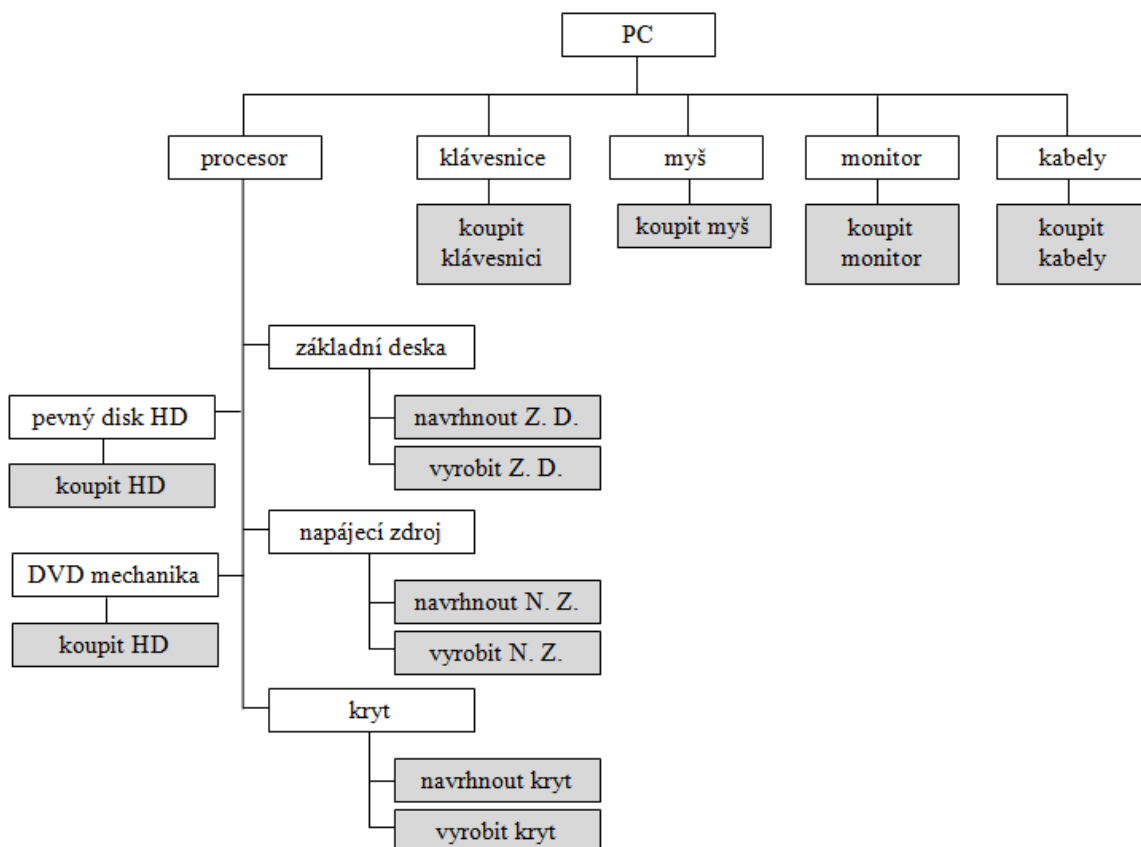 PC
procesor
klávesnice
myš
monitor
kabely
koupit
klávesnici
koupit myš
koupit
monitor
koupit
kabely
základní deska
navrhnout Z. D.
vyrobit Z. D.
pevný disk HD
koupit HD
napájecí zdroj
navrhnout N. Z.
vyrobit N. Z.
DVD mechanika
koupit HD
kryt
navrhnout kryt
vyrobit kryt